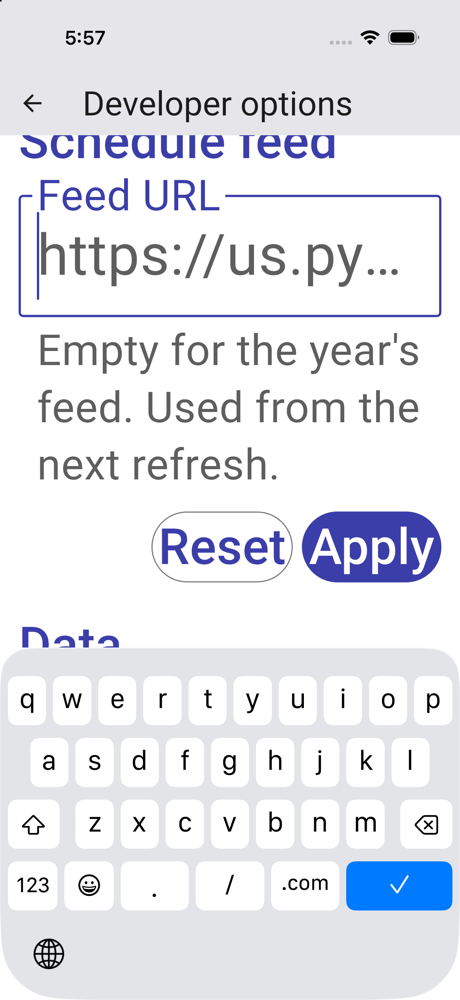 5:57
Developer options
Schedule feed
Feed URL
https://us.py...
Empty for the year's
feed. Used from the
next refresh.
Reset Apply
Data
q w e r t y u i o p
a s d f g h j k l
z x c v b n m
123 . / .com